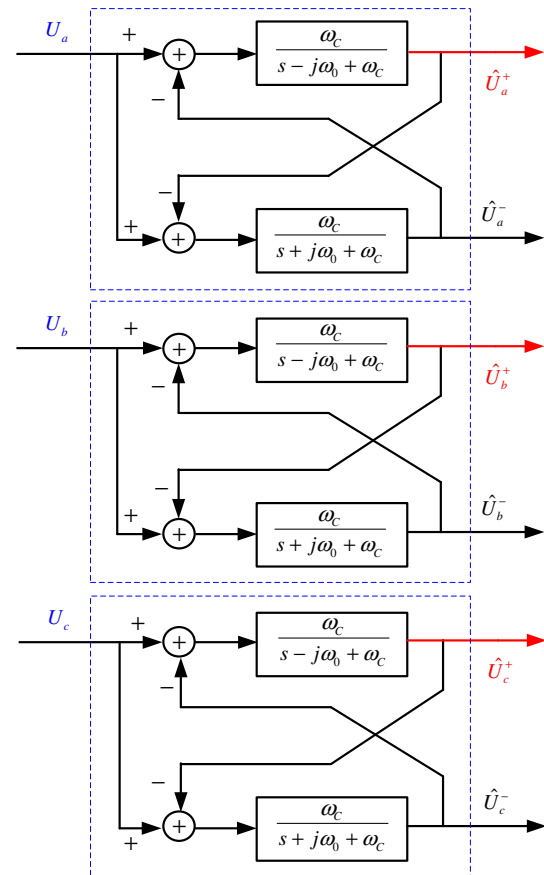 U_a
+
+
ω_C
s − jω_0 + ω_C
Û_a^+
−
−
+
+
ω_C
s + jω_0 + ω_C
Û_a^−
U_b
+
+
ω_C
s − jω_0 + ω_C
Û_b^+
−
−
+
+
ω_C
s + jω_0 + ω_C
Û_b^−
U_c
+
+
ω_C
s − jω_0 + ω_C
Û_c^+
−
−
+
+
ω_C
s + jω_0 + ω_C
Û_c^−